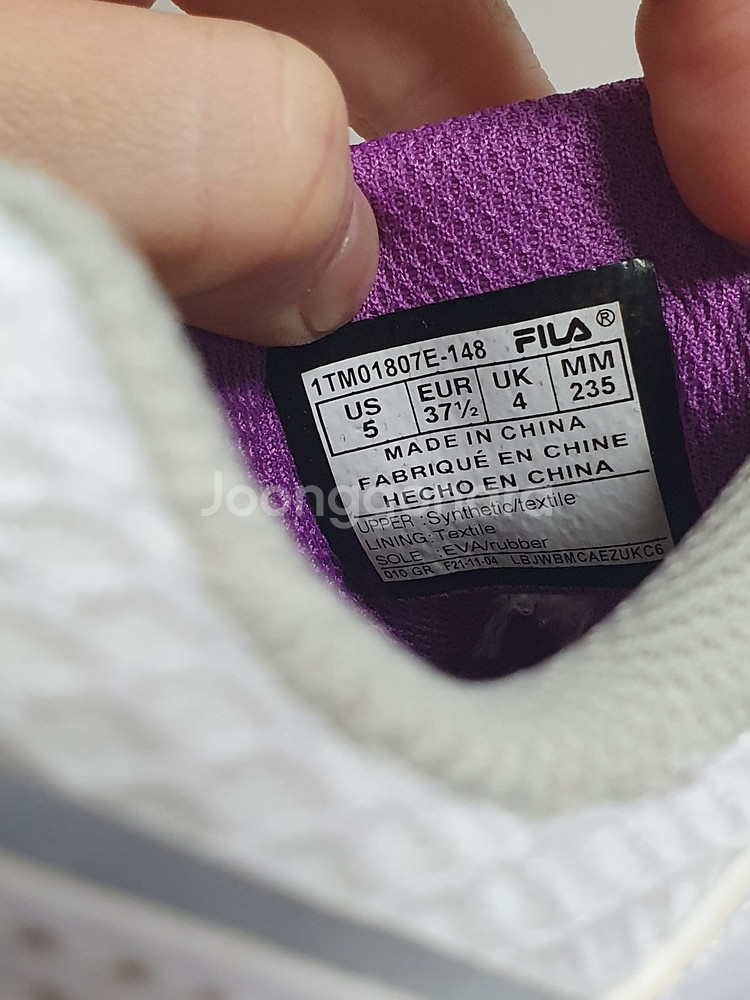 1TM01807E-148 FILA®
US EUR UK MM
5 37½ 4 235
MADE IN CHINA
FABRIQUÉ EN CHINE
HECHO EN CHINA
UPPER :Synthetic/textile
LINING: Textile
SOLE :EVA/rubber
010 GR F21-11-04 LBJWBMCAEZUKC6